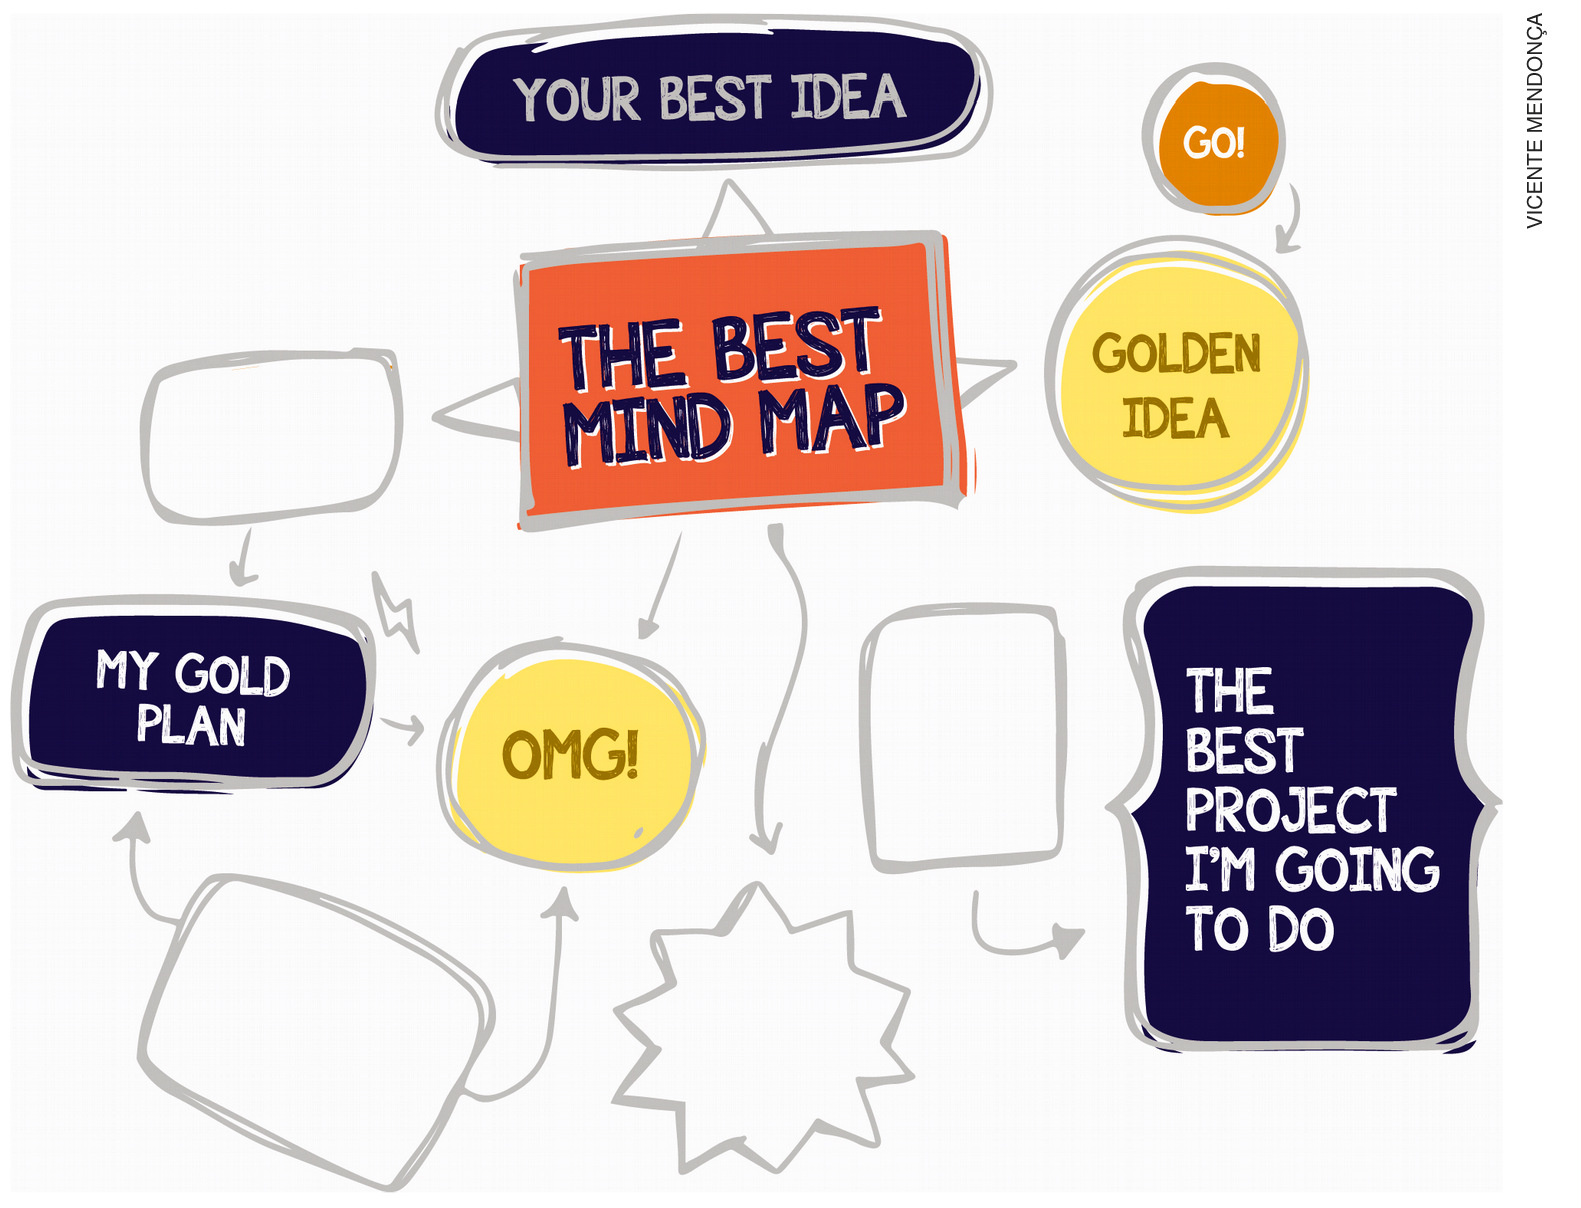 YOUR BEST IDEA
GO!
THE BEST
MIND MAP
GOLDEN
IDEA
MY GOLD
PLAN
OMG!
THE
BEST
PROJECT
I'M GOING
TO DO
VICENTE MENDONÇA